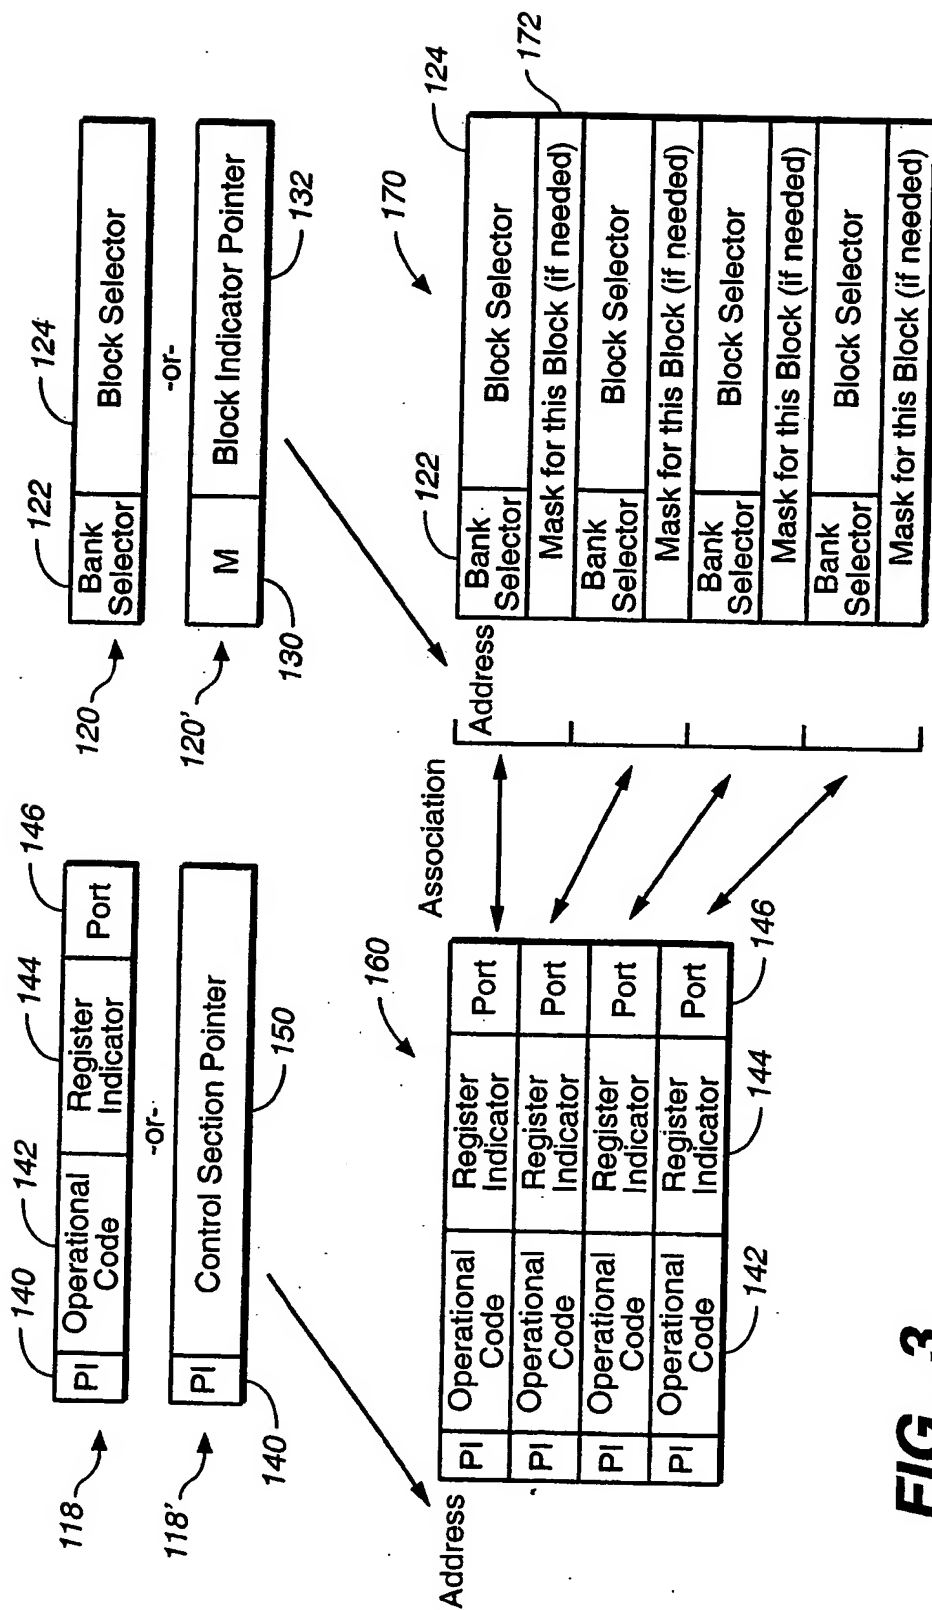 118
140
142
144
146
PI
Operational
Code
Register
Indicator
Port
-or-
118'
PI
Control Section Pointer
140
150
120
122
124
Bank
Selector
Block Selector
-or-
120'
M
Block Indicator Pointer
130
132
Address
160
PI
Operational
Code
Register
Indicator
Port
PI
Operational
Code
Register
Indicator
Port
PI
Operational
Code
Register
Indicator
Port
PI
Operational
Code
Register
Indicator
Port
142
144
146
Association
Address
122
170
124
172
Bank
Selector
Block Selector
Mask for this Block (if needed)
Bank
Selector
Block Selector
Mask for this Block (if needed)
Bank
Selector
Block Selector
Mask for this Block (if needed)
Bank
Selector
Block Selector
Mask for this Block (if needed)
FIG._3